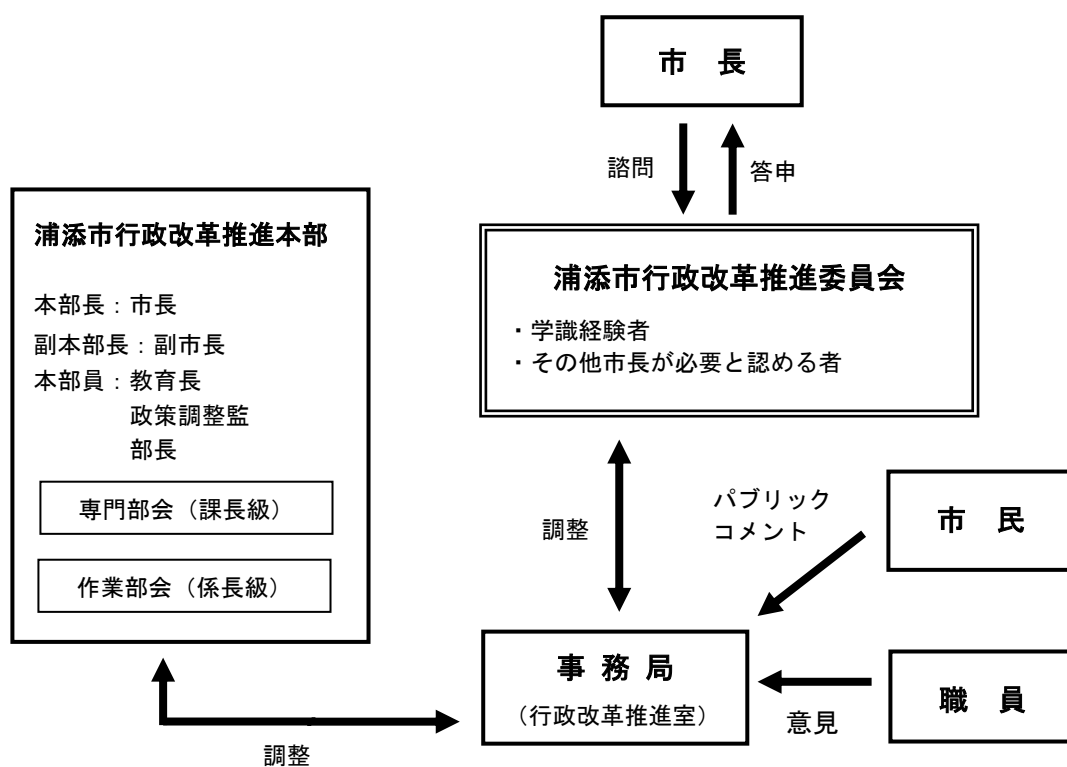 市　長
諮問
答申
浦添市行政改革推進本部
本部長：市長
副本部長：副市長
本部員：教育長
政策調整監
部長
専門部会（課長級）
作業部会（係長級）
浦添市行政改革推進委員会
・学識経験者
・その他市長が必要と認める者
調整
パブリック
コメント
市　民
事 務 局
（行政改革推進室）
意見
職　員
調整